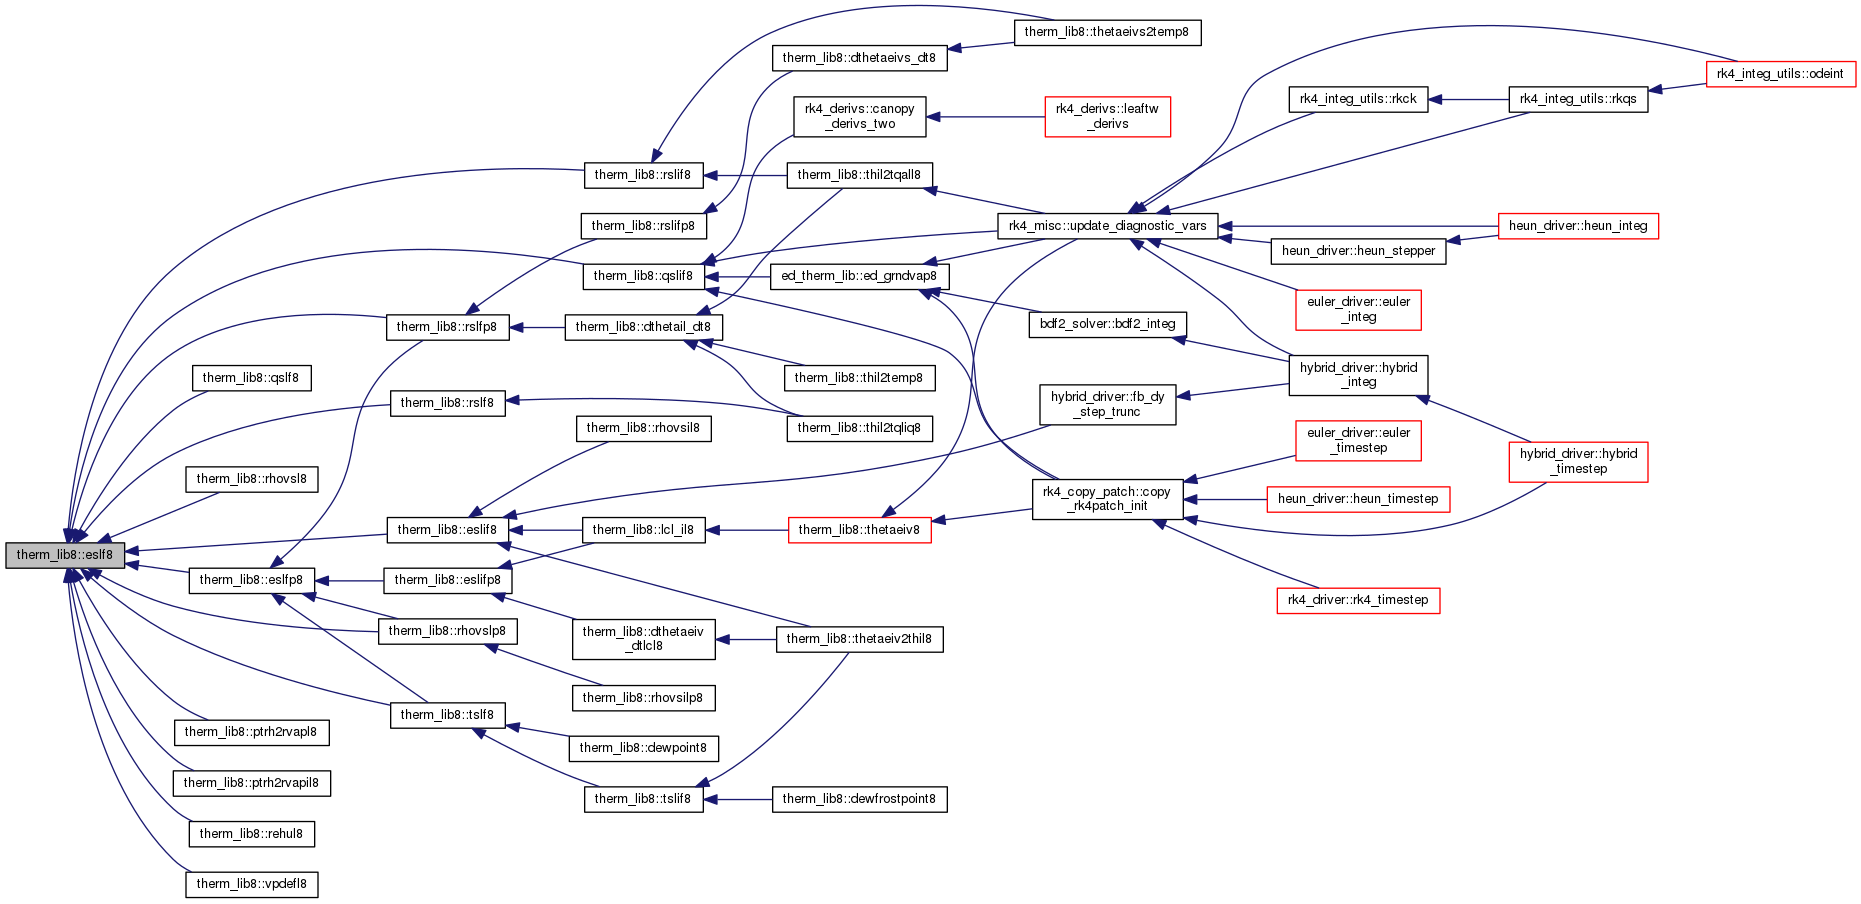 therm_lib8::thetaeivs2temp8
therm_lib8::dthetaeivs_dt8
rk4_integ_utils::odeint
rk4_integ_utils::rkck
rk4_integ_utils::rkqs
rk4_derivs::canopy
_derivs_two
rk4_derivs::leaftw
_derivs
therm_lib8::rslif8
therm_lib8::thil2tqall8
therm_lib8::rslifp8
rk4_misc::update_diagnostic_vars
heun_driver::heun_integ
heun_driver::heun_stepper
therm_lib8::qslif8
ed_therm_lib::ed_grndvap8
euler_driver::euler
_integ
therm_lib8::rslfp8
therm_lib8::dthetail_dt8
bdf2_solver::bdf2_integ
therm_lib8::qslf8
therm_lib8::thil2temp8
hybrid_driver::hybrid
_integ
therm_lib8::rslf8
hybrid_driver::fb_dy
_step_trunc
therm_lib8::rhovsil8
therm_lib8::thil2tqliq8
euler_driver::euler
_timestep
hybrid_driver::hybrid
_timestep
therm_lib8::rhovsl8
rk4_copy_patch::copy
_rk4patch_init
heun_driver::heun_timestep
therm_lib8::eslif8
therm_lib8::lcl_il8
therm_lib8::thetaeiv8
therm_lib8::eslf8
therm_lib8::eslfp8
therm_lib8::eslifp8
rk4_driver::rk4_timestep
therm_lib8::rhovslp8
therm_lib8::dthetaeiv
_dtlcl8
therm_lib8::thetaeiv2thil8
therm_lib8::rhovsilp8
therm_lib8::tslf8
therm_lib8::ptrh2rvapl8
therm_lib8::dewpoint8
therm_lib8::ptrh2rvapil8
therm_lib8::tslif8
therm_lib8::dewfrostpoint8
therm_lib8::rehul8
therm_lib8::vpdefl8